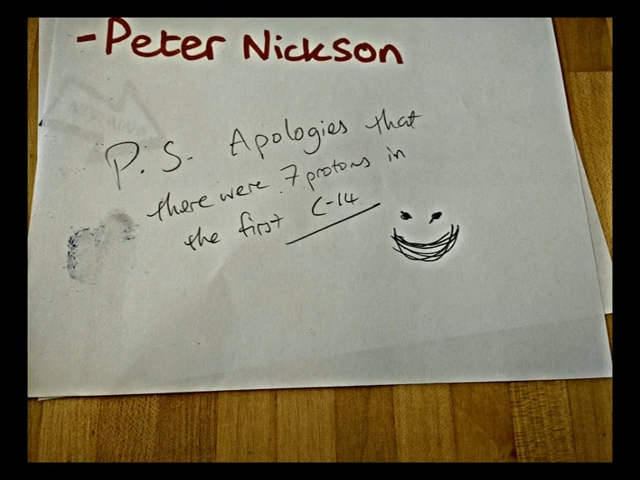 -Peter Nickson
P.S. Apologies that
there were 7 protons in
the first C-14